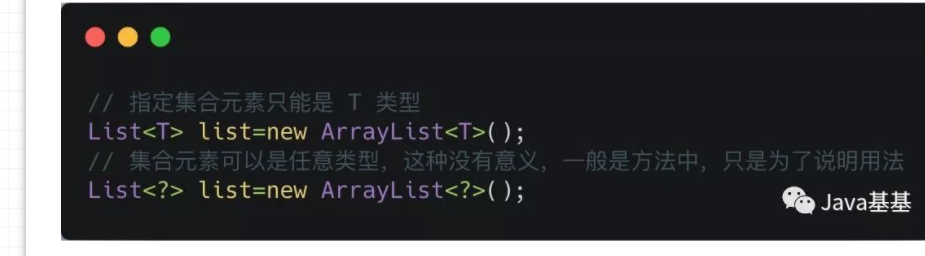 // 指定集合元素只能是 T 类型
List<T> list=new ArrayList<T>();
// 集合元素可以是任意类型，这种没有意义，一般是方法中，只是为了说明用法
List<?> list=new ArrayList<?>();
Java基基